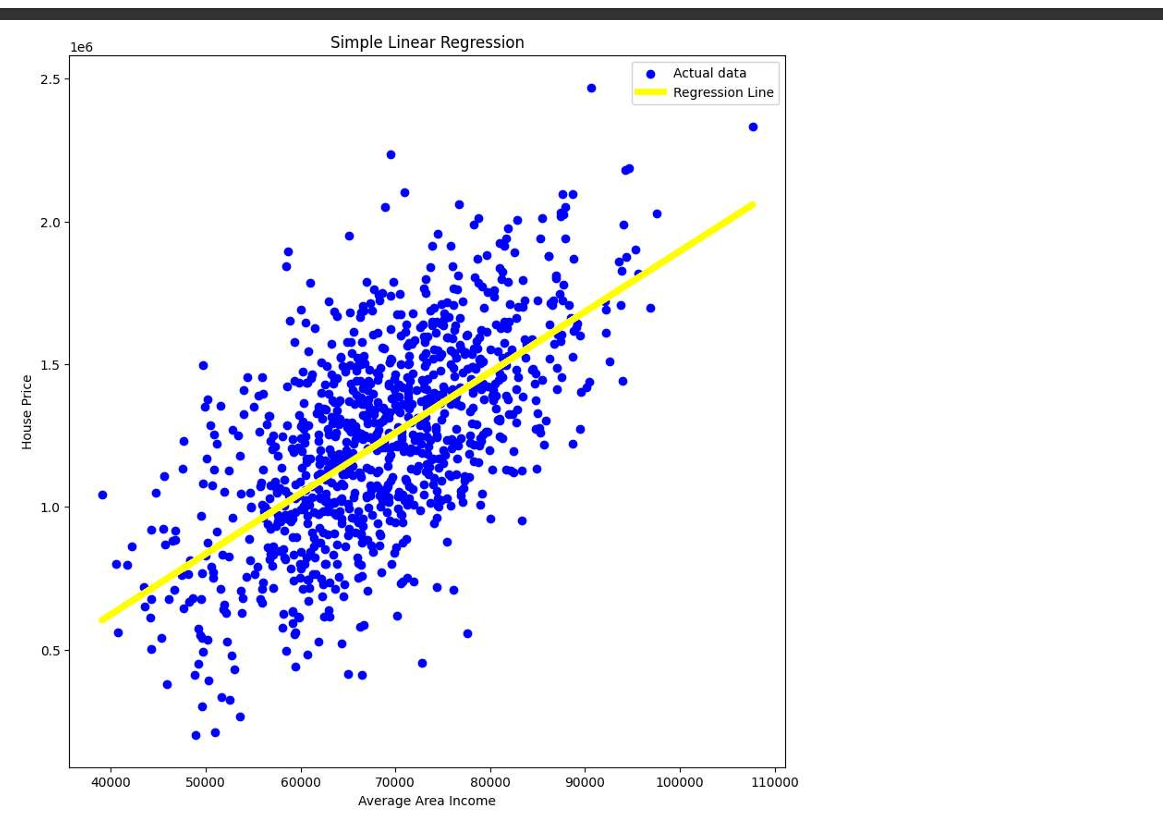 Simple Linear Regression
1e6
Actual data
Regression Line
2.5
2.0
1.5
1.0
0.5
House Price
40000 50000 60000 70000 80000 90000 100000 110000
Average Area Income